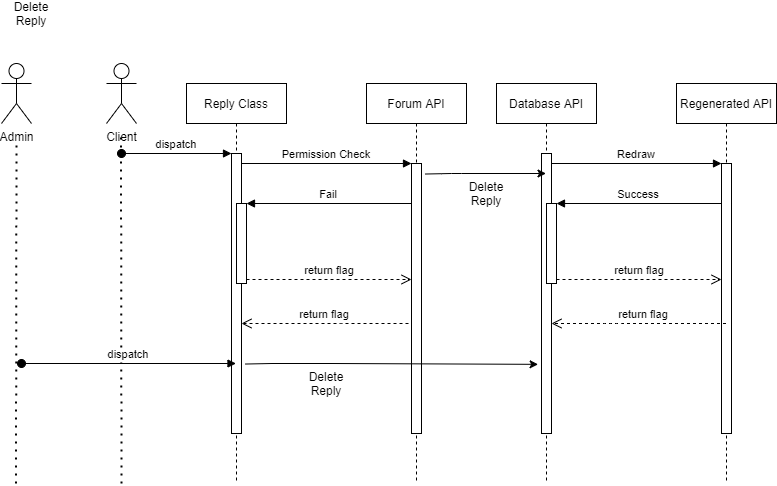 Delete
Reply
Reply Class
Forum API
Database API
Regenerated API
Admin
Client
dispatch
Permission Check
Redraw
Delete
Reply
Fail
Success
return flag
return flag
return flag
return flag
dispatch
Delete
Reply